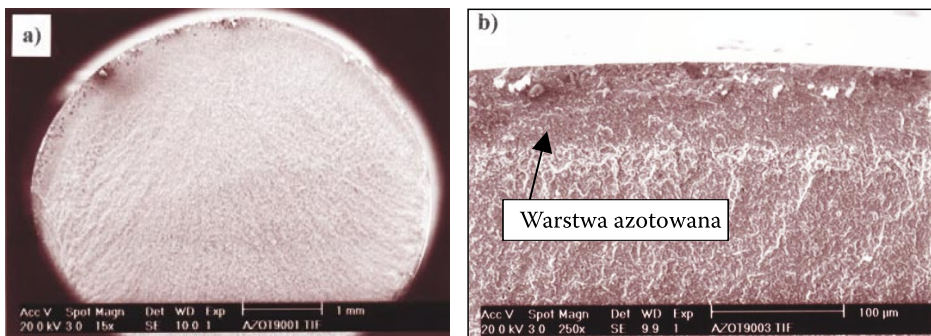 a)
Acc V Spot Magn Det WD Exp 1 mm
20.0 kV 3.0 15x SE 10.0 1 A/OT9001 TIF
b)
Warstwa azotowana
Acc V Spot Magn Det WD Exp 100 µm
20.0 kV 3.0 250x SE 9.9 1 A/OT9003 TIF